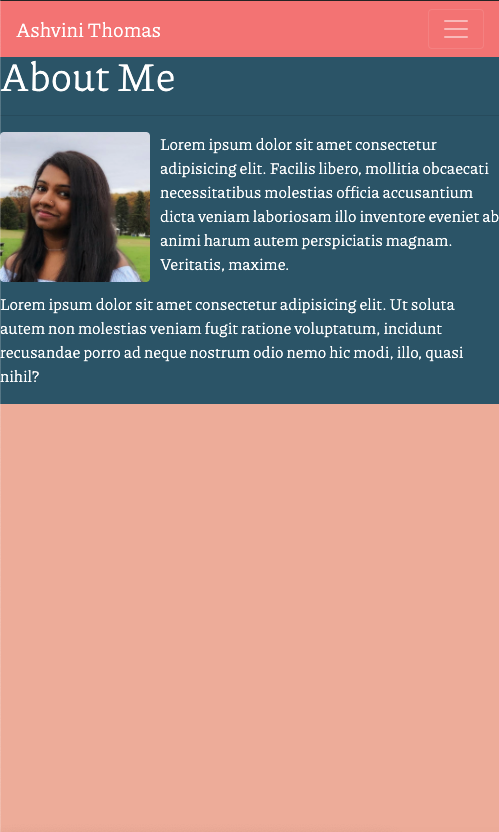 Ashvini Thomas
About Me
Lorem ipsum dolor sit amet consectetur
adipisicing elit. Facilis libero, mollitia obcaecati
necessitatibus molestias officia accusantium
dicta veniam laboriosam illo inventore eveniet ab
animi harum autem perspiciatis magnam.
Veritatis, maxime.
Lorem ipsum dolor sit amet consectetur adipisicing elit. Ut soluta
autem non molestias veniam fugit ratione voluptatum, incidunt
recusandae porro ad neque nostrum odio nemo hic modi, illo, quasi
nihil?